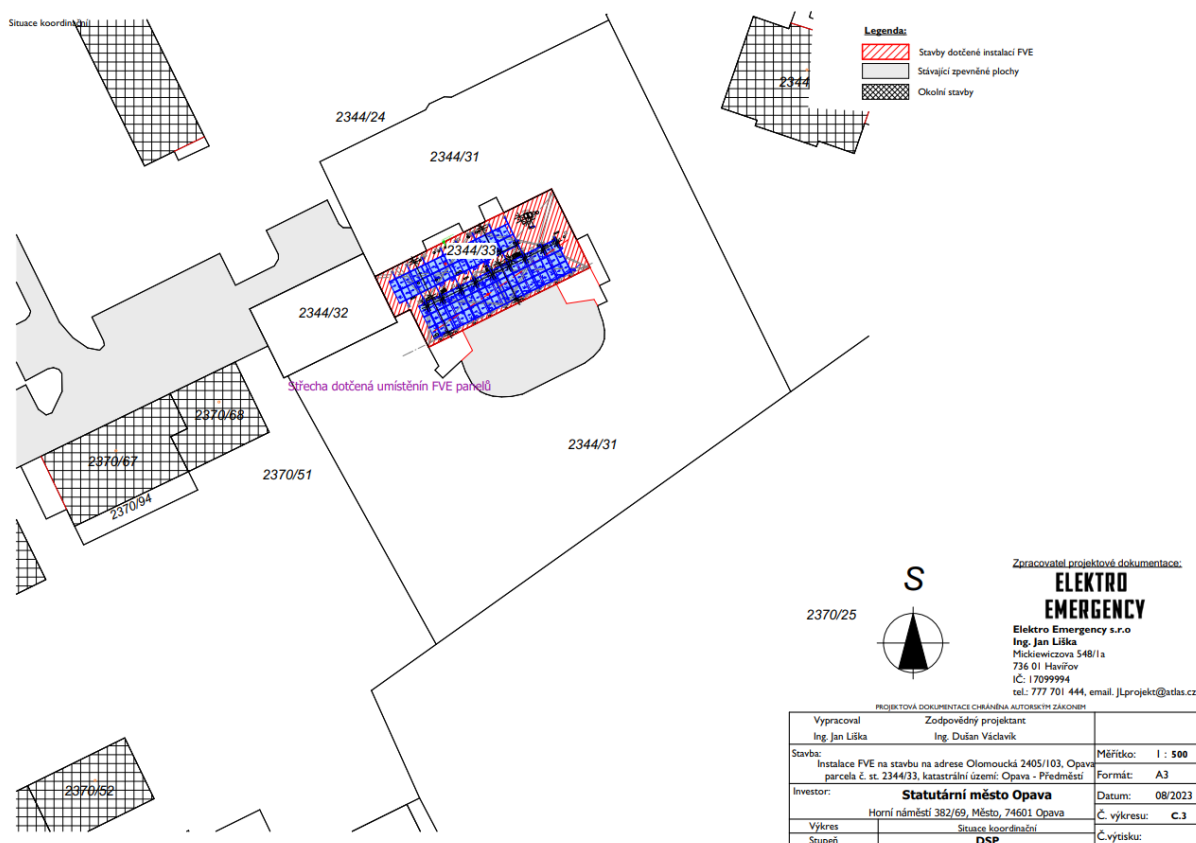 Situace koordinační
Legenda:
Stavby dotčené instalací FVE
Stávající zpevněné plochy
Okolní stavby
2344
2344/24
2344/31
2344/33
2344/32
Střecha dotčená umístěnín FVE panelů
2370/68
2370/67
2370/94
2370/51
2344/31
2370/25
2370/52
S
Zpracovatel projektové dokumentace:
ELEKTRO
EMERGENCY
Elektro Emergency s.r.o
Ing. Jan Liška
Mickiewiczova 548/1a
736 01 Havířov
IČ: 17099994
tel.: 777 701 444, email. JLprojekt@atlas.cz
PROJEKTOVÁ DOKUMENTACE CHRÁNĚNA AUTORSKÝM ZÁKONEM
Vypracoval Zodpovědný projektant
Ing. Jan Liška Ing. Dušan Václavik
Stavba:
Instalace FVE na stavbu na adrese Olomoucká 2405/103, Opava
parcela č. st. 2344/33, katastrální území: Opava - Předměstí
Měřítko: 1 : 500
Formát: A3
Investor: Statutární město Opava
Horní náměstí 382/69, Město, 74601 Opava
Datum: 08/2023
Č. výkresu: C.3
Výkres Situace koordinační
Stupeň DSP
Č.výtisku: